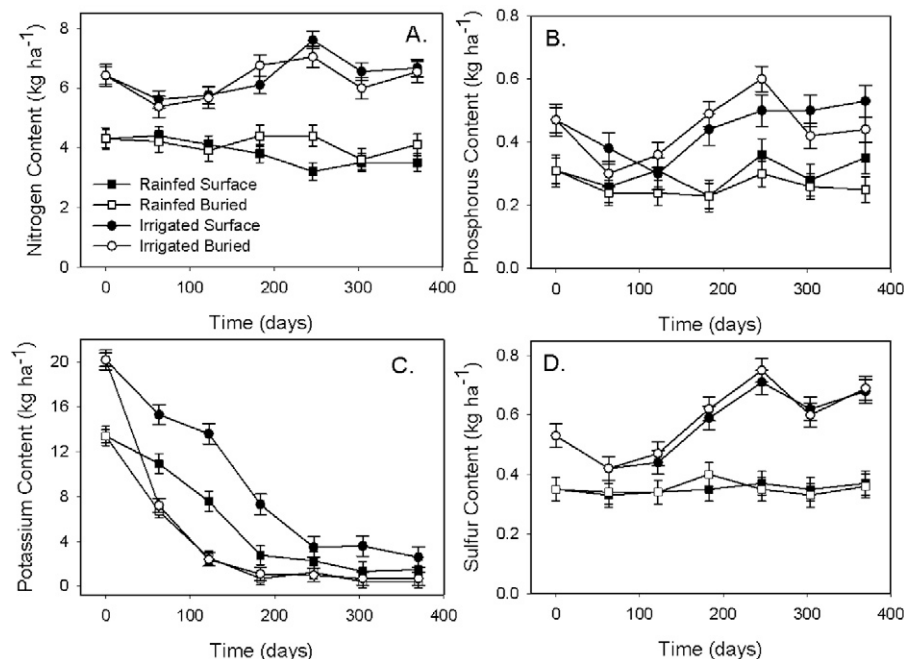 A.
Nitrogen Content (kg ha⁻¹)
8
6
4
2
0
Rainfed Surface
Rainfed Buried
Irrigated Surface
Irrigated Buried
0 100 200 300 400
Time (days)
B.
Phosphorus Content (kg ha⁻¹)
0.8
0.6
0.4
0.2
0.0
0 100 200 300 400
Time (days)
C.
Potassium Content (kg ha⁻¹)
20
16
12
8
4
0
0 100 200 300 400
Time (days)
D.
Sulfur Content (kg ha⁻¹)
0.8
0.6
0.4
0.2
0 100 200 300 400
Time (days)